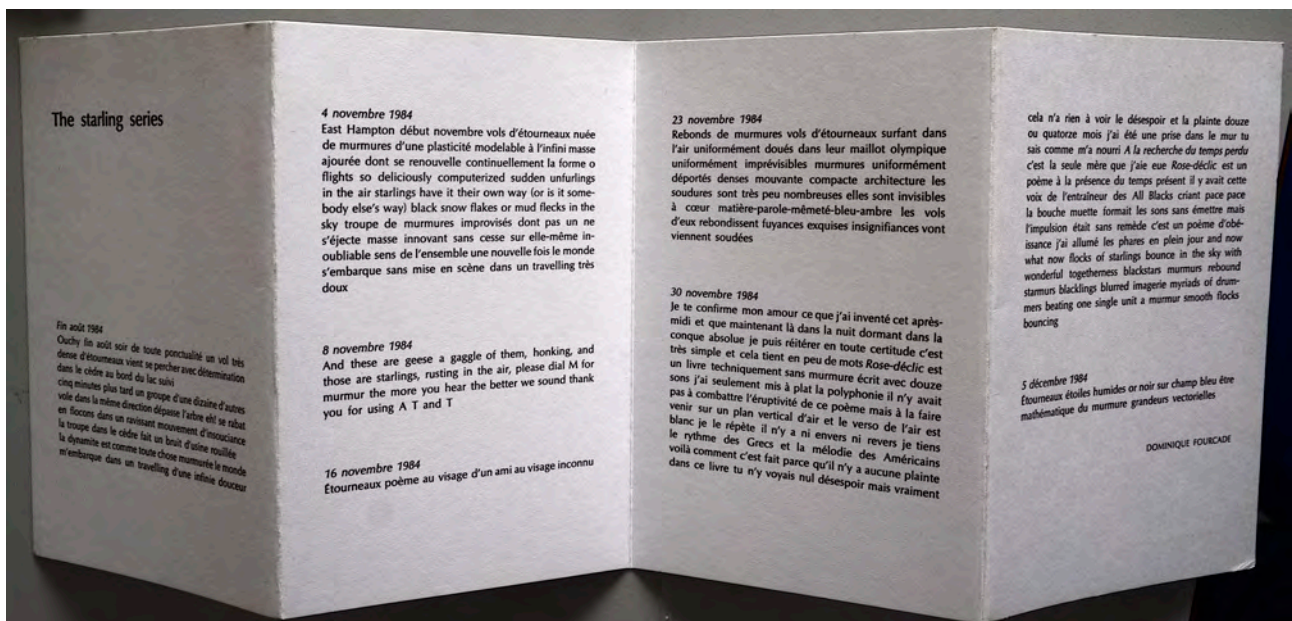 The starling series
Fin août 1984
Ouchy fin août soir de toute ponctualité un vol très
dense d'étourneaux vient se percher avec détermination
dans le cèdre au bord du lac suivi
cinq minutes plus tard un groupe d'une dizaine d'autres
vole dans la même direction dépasse l'arbre eh! se rabat
en flocons dans un ravissant mouvement d'insouciance
la troupe dans le cèdre fait un bruit d'usine rouillée
la dynamite est comme toute chose murmurée le monde
m'embarque dans un travelling d'une infinie douceur
4 novembre 1984
East Hampton début novembre vols d'étourneaux nuée
de murmures d'une plasticité modelable à l'infini masse
ajourée dont se renouvelle continuellement la forme o
flights so deliciously computerized sudden unfurlings
in the air starlings have it their own way (or is it some-
body else's way) black snow flakes or mud flecks in the
sky troupe de murmures improvisés dont pas un ne
s'éjecte masse innovant sans cesse sur elle-même in-
oubliable sens de l'ensemble une nouvelle fois le monde
s'embarque sans mise en scène dans un travelling très
doux
8 novembre 1984
And these are geese a gaggle of them, honking, and
those are starlings, rusting in the air, please dial M for
murmur the more you hear the better we sound thank
you for using A T and T
16 novembre 1984
Étourneaux poème au visage d'un ami au visage inconnu
23 novembre 1984
Rebonds de murmures vols d'étourneaux surfant dans
l'air uniformément doués dans leur maillot olympique
uniformément imprévisibles murmures uniformément
déportés denses mouvante compacte architecture les
soudures sont très peu nombreuses elles sont invisibles
à cœur matière-parole-mêmeté-bleu-ambre les vols
d'eux rebondissent fuyances exquises insignifiances vont
viennent soudées
30 novembre 1984
Je te confirme mon amour ce que j'ai inventé cet après-
midi et que maintenant là dans la nuit dormant dans la
conque absolue je puis réitérer en toute certitude c'est
très simple et cela tient en peu de mots Rose-déclic est
un livre techniquement sans murmure écrit avec douze
sons j'ai seulement mis à plat la polyphonie il n'y avait
pas à combattre l'éruptivité de ce poème mais à la faire
venir sur un plan vertical d'air et le verso de l'air est
blanc je le répète il n'y a ni envers ni revers je tiens
le rythme des Grecs et la mélodie des Américains
voilà comment c'est fait parce qu'il n'y a aucune plainte
dans ce livre tu n'y voyais nul désespoir mais vraiment
cela n'a rien à voir le désespoir et la plainte douze
ou quatorze mois j'ai été une prise dans le mur tu
sais comme m'a nourri A la recherche du temps perdu
c'est la seule mère que j'aie eue Rose-déclic est un
poème à la présence du temps présent il y avait cette
voix de l'entraîneur des All Blacks criant pace pace
la bouche muette formait les sons sans émettre mais
l'impulsion était sans remède c'est un poème d'obé-
issance j'ai allumé les phares en plein jour and now
what now flocks of starlings bounce in the sky with
wonderful togetherness blackstars murmurs rebound
starmurs blacklings blurred imagerie myriads of drum-
mers beating one single unit a murmur smooth flocks
bouncing
5 décembre 1984
Étourneaux étoiles humides or noir sur champ bleu être
mathématique du murmure grandeurs vectorielles
DOMINIQUE FOURCADE